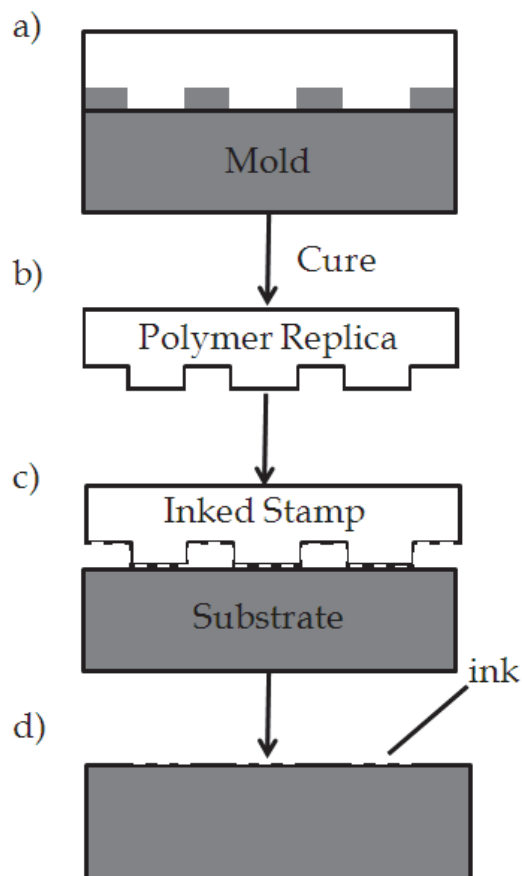 a)
Mold
Cure
b)
Polymer Replica
c)
Inked Stamp
Substrate
ink
d)